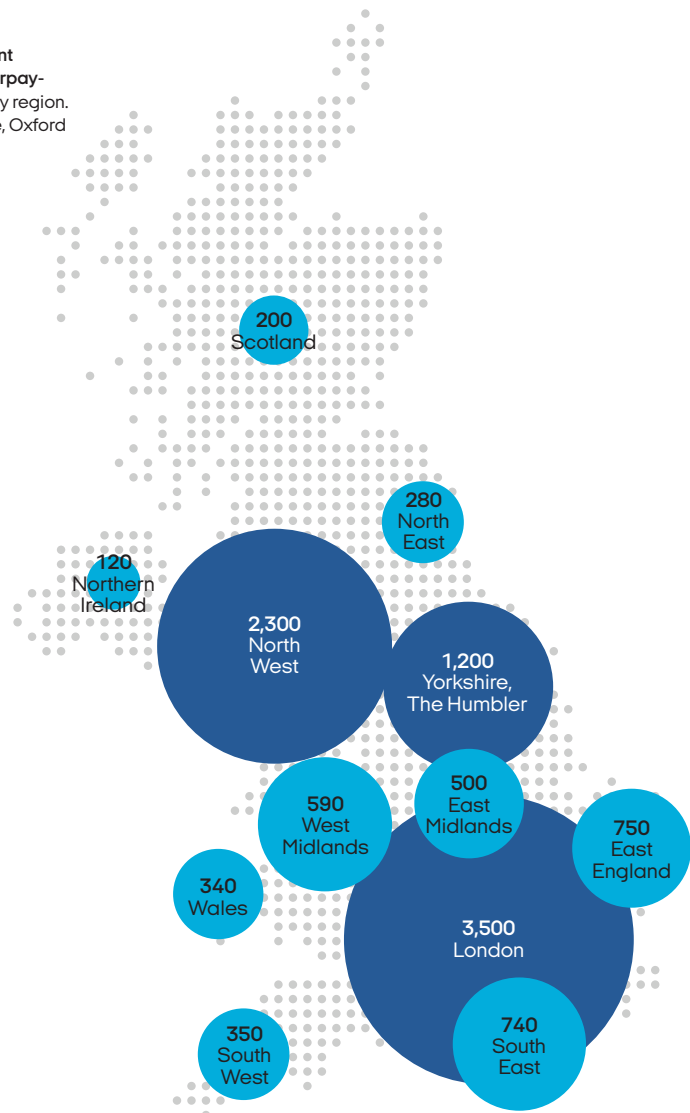 nt
rpay-
y region.
e, Oxford
200
Scotland
280
North
East
120
Northern
Ireland
2,300
North
West
1,200
Yorkshire,
The Humbler
500
East
Midlands
590
West
Midlands
750
East
England
340
Wales
3,500
London
740
South
East
350
South
West